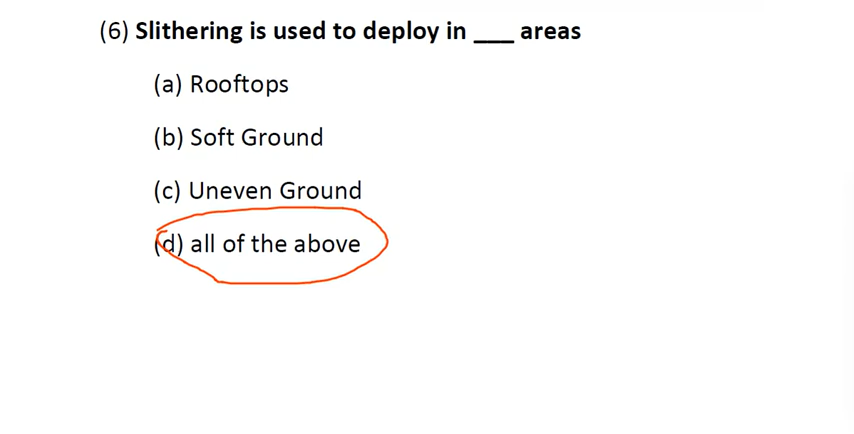 (6) Slithering is used to deploy in ___ areas
(a) Rooftops
(b) Soft Ground
(c) Uneven Ground
(d) all of the above